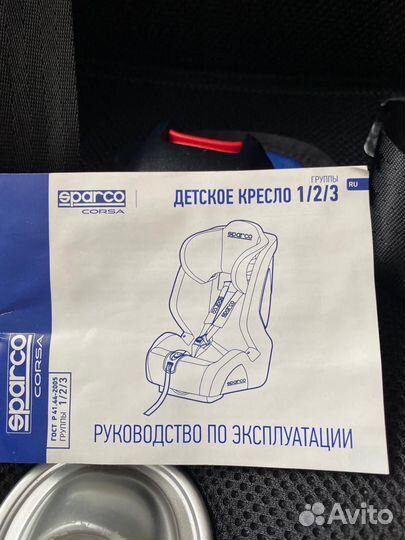 sparco
CORSA
ГРУППЫ
ДЕТСКОЕ КРЕСЛО 1/2/3
RU
sparco
sparco
sparco
РУКОВОДСТВО ПО ЭКСПЛУАТАЦИИ
sparco
CORSA
ГОСТ Р 41.44-2005
ГРУППЫ 1/2/3
Avito